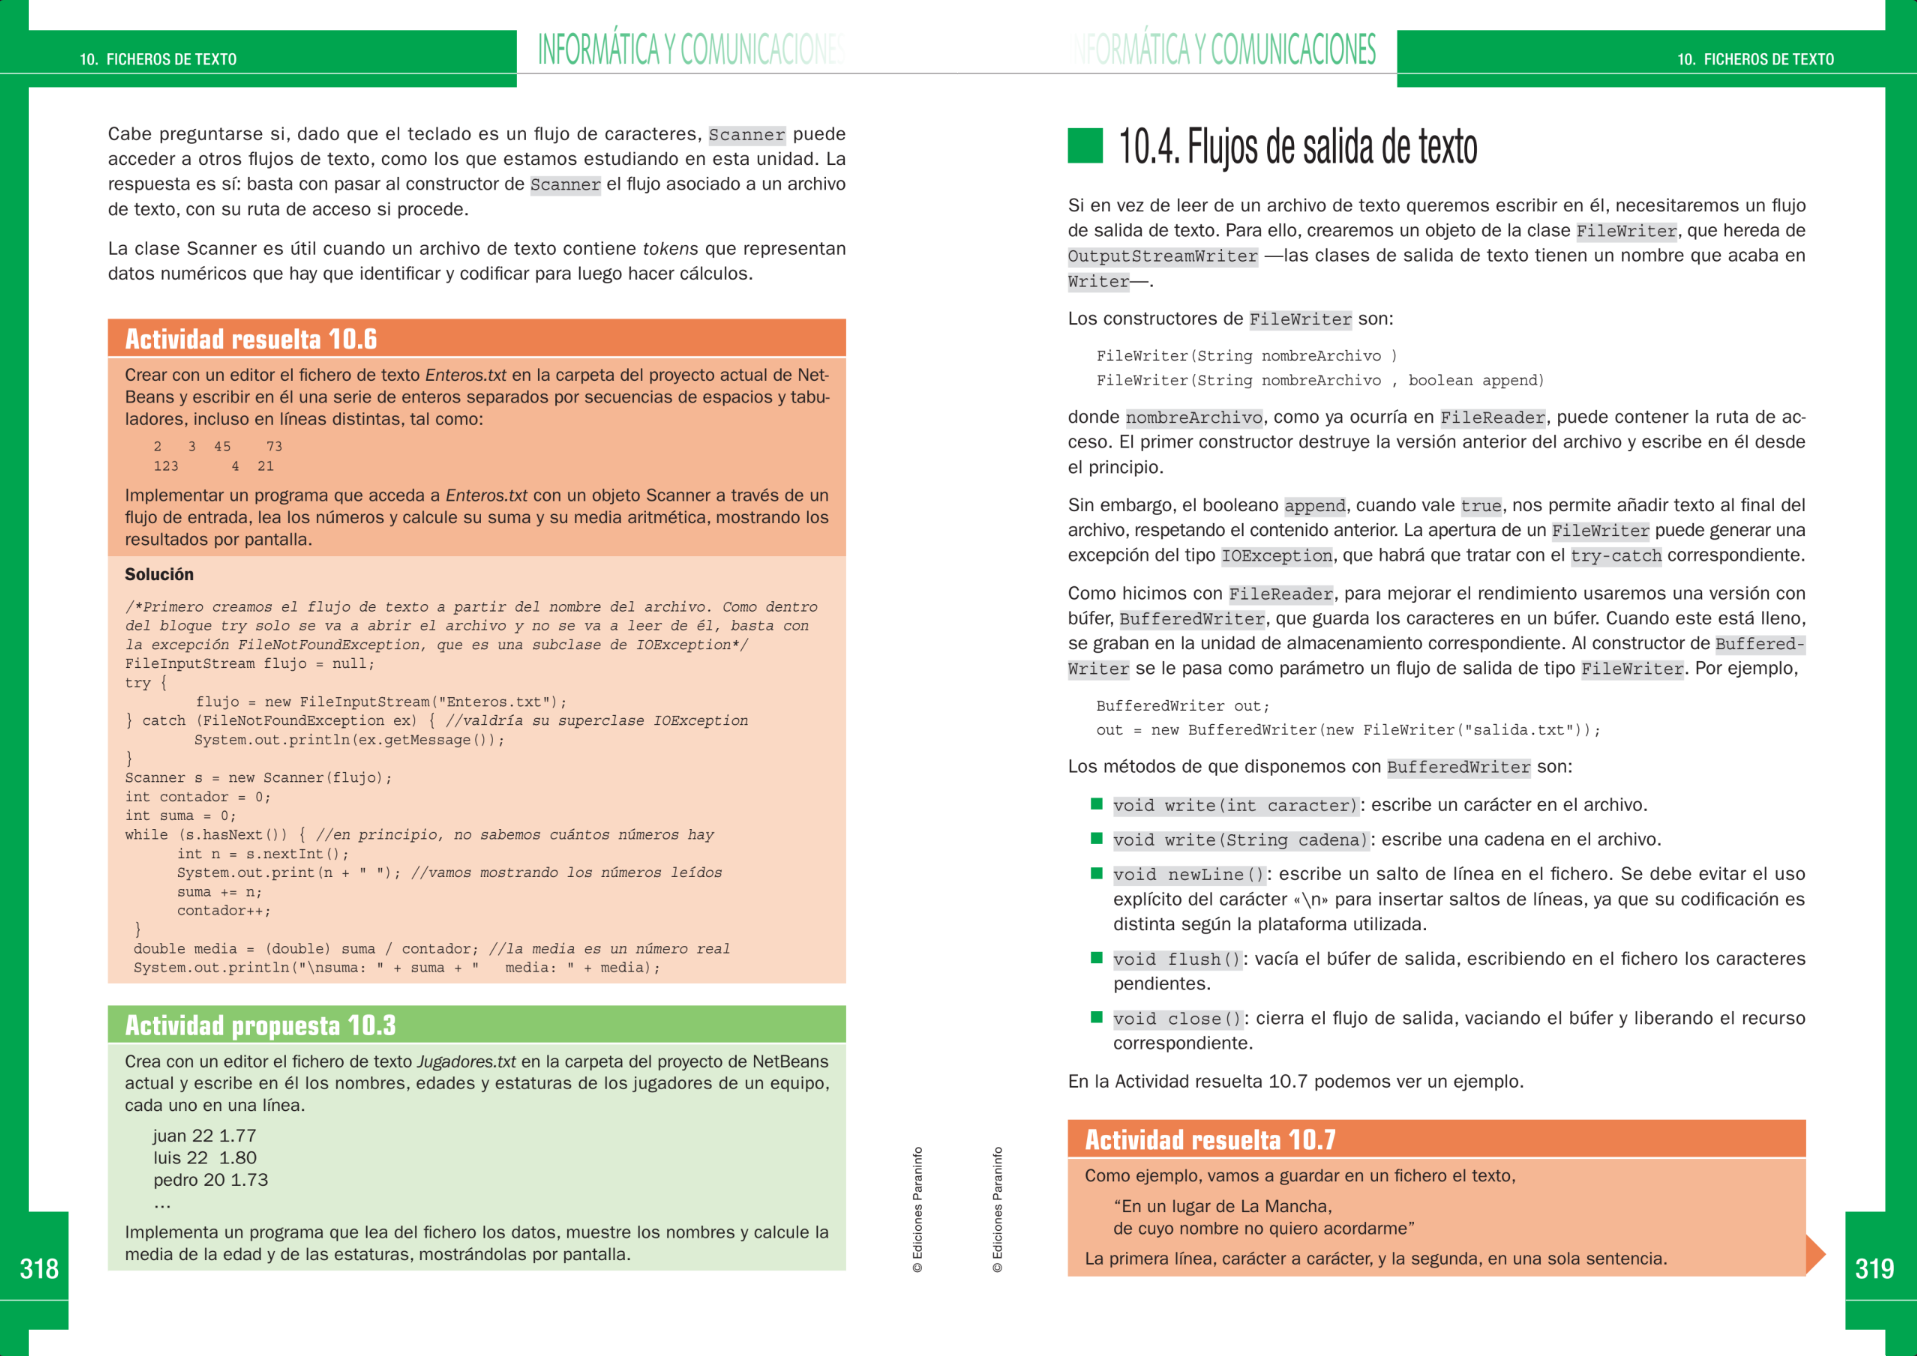 10. FICHEROS DE TEXTO
INFORMÁTICA Y COMUNICACIONES
Cabe preguntarse si, dado que el teclado es un flujo de caracteres, Scanner puede
acceder a otros flujos de texto, como los que estamos estudiando en esta unidad. La
respuesta es sí: basta con pasar al constructor de Scanner el flujo asociado a un archivo
de texto, con su ruta de acceso si procede.
La clase Scanner es útil cuando un archivo de texto contiene tokens que representan
datos numéricos que hay que identificar y codificar para luego hacer cálculos.
Actividad resuelta 10.6
Crear con un editor el fichero de texto Enteros.txt en la carpeta del proyecto actual de Net-
Beans y escribir en él una serie de enteros separados por secuencias de espacios y tabu-
ladores, incluso en líneas distintas, tal como:
2   3  45    73
123      4  21
Implementar un programa que acceda a Enteros.txt con un objeto Scanner a través de un
flujo de entrada, lea los números y calcule su suma y su media aritmética, mostrando los
resultados por pantalla.
Solución
/*Primero creamos el flujo de texto a partir del nombre del archivo. Como dentro
del bloque try solo se va a abrir el archivo y no se va a leer de él, basta con
la excepción FileNotFoundException, que es una subclase de IOException*/
FileInputStream flujo = null;
try {
flujo = new FileInputStream("Enteros.txt");
} catch (FileNotFoundException ex) { //valdría su superclase IOException
System.out.println(ex.getMessage());
}
Scanner s = new Scanner(flujo);
int contador = 0;
int suma = 0;
while (s.hasNext()) { //en principio, no sabemos cuántos números hay
int n = s.nextInt();
System.out.print(n + " "); //vamos mostrando los números leídos
suma += n;
contador++;
}
double media = (double) suma / contador; //la media es un número real
System.out.println("\nsuma: " + suma + "   media: " + media);
Actividad propuesta 10.3
Crea con un editor el fichero de texto Jugadores.txt en la carpeta del proyecto de NetBeans
actual y escribe en él los nombres, edades y estaturas de los jugadores de un equipo,
cada uno en una línea.
juan 22 1.77
luis 22  1.80
pedro 20 1.73
...
Implementa un programa que lea del fichero los datos, muestre los nombres y calcule la
media de la edad y de las estaturas, mostrándolas por pantalla.
318
© Ediciones Paraninfo
INFORMÁTICA Y COMUNICACIONES
10. FICHEROS DE TEXTO
10.4. Flujos de salida de texto
Si en vez de leer de un archivo de texto queremos escribir en él, necesitaremos un flujo
de salida de texto. Para ello, crearemos un objeto de la clase FileWriter, que hereda de
OutputStreamWriter —las clases de salida de texto tienen un nombre que acaba en
Writer—.
Los constructores de FileWriter son:
FileWriter(String nombreArchivo )
FileWriter(String nombreArchivo , boolean append)
donde nombreArchivo, como ya ocurría en FileReader, puede contener la ruta de ac-
ceso. El primer constructor destruye la versión anterior del archivo y escribe en él desde
el principio.
Sin embargo, el booleano append, cuando vale true, nos permite añadir texto al final del
archivo, respetando el contenido anterior. La apertura de un FileWriter puede generar una
excepción del tipo IOException, que habrá que tratar con el try-catch correspondiente.
Como hicimos con FileReader, para mejorar el rendimiento usaremos una versión con
búfer, BufferedWriter, que guarda los caracteres en un búfer. Cuando este está lleno,
se graban en la unidad de almacenamiento correspondiente. Al constructor de Buffered-
Writer se le pasa como parámetro un flujo de salida de tipo FileWriter. Por ejemplo,
BufferedWriter out;
out = new BufferedWriter(new FileWriter("salida.txt"));
Los métodos de que disponemos con BufferedWriter son:
void write(int caracter): escribe un carácter en el archivo.
void write(String cadena): escribe una cadena en el archivo.
void newLine(): escribe un salto de línea en el fichero. Se debe evitar el uso
explícito del carácter «\n» para insertar saltos de líneas, ya que su codificación es
distinta según la plataforma utilizada.
void flush(): vacía el búfer de salida, escribiendo en el fichero los caracteres
pendientes.
void close(): cierra el flujo de salida, vaciando el búfer y liberando el recurso
correspondiente.
En la Actividad resuelta 10.7 podemos ver un ejemplo.
Actividad resuelta 10.7
Como ejemplo, vamos a guardar en un fichero el texto,
“En un lugar de La Mancha,
de cuyo nombre no quiero acordarme”
La primera línea, carácter a carácter, y la segunda, en una sola sentencia.
© Ediciones Paraninfo
319